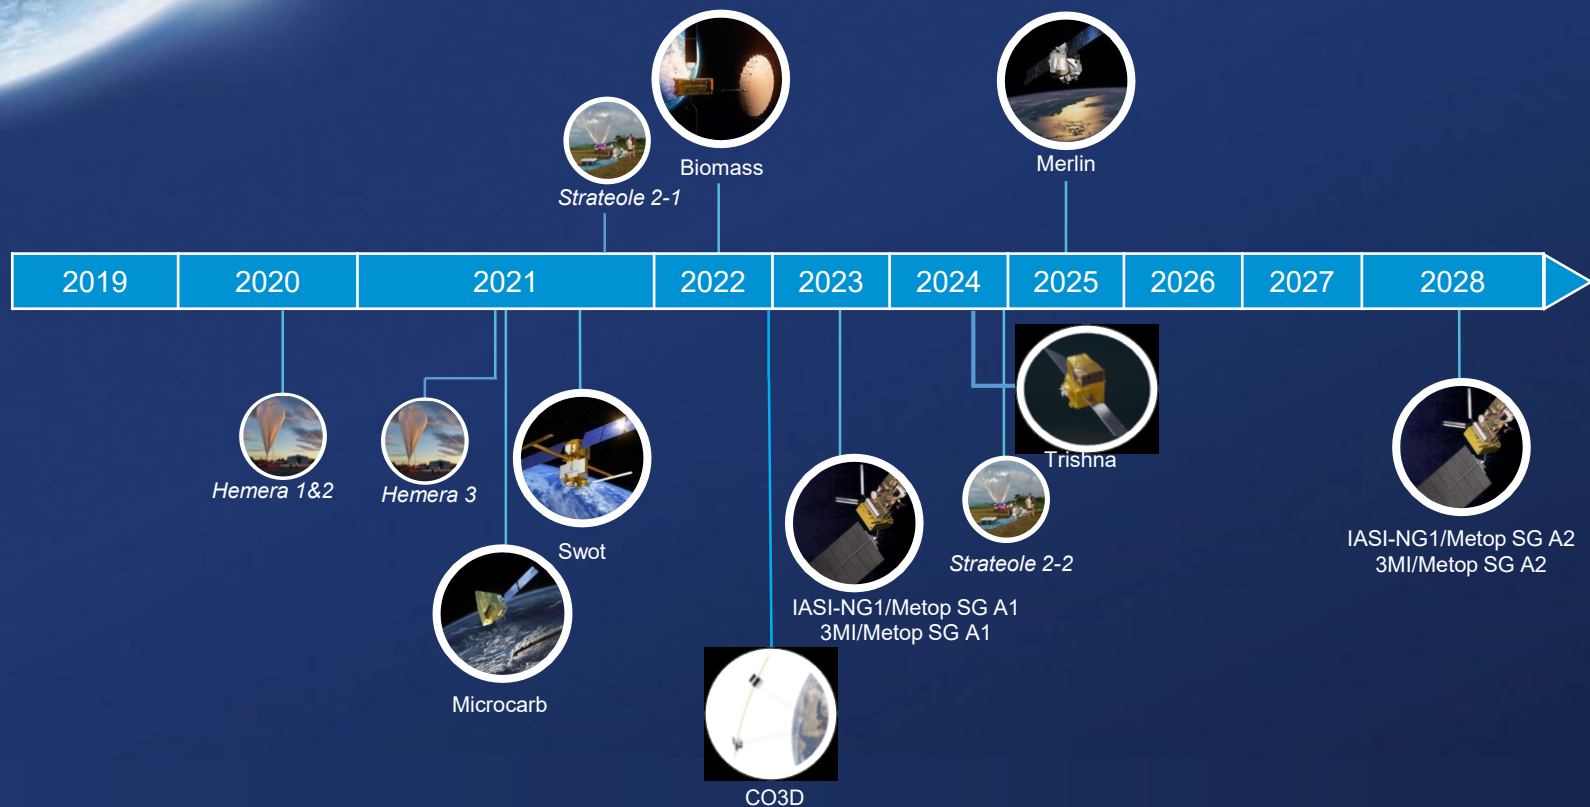 Biomass
Merlin
Strateole 2-1
2019
2020
2021
2022
2023
2024
2025
2026
2027
2028
Hemera 1&2
Hemera 3
Swot
Microcarb
CO3D
IASI-NG1/Metop SG A1
3MI/Metop SG A1
Strateole 2-2
Trishna
IASI-NG1/Metop SG A2
3MI/Metop SG A2